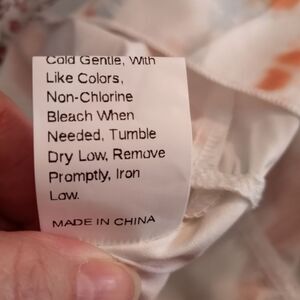 Cold Gentle, With
Like Colors,
Non-Chlorine
Bleach When
Needed, Tumble
Dry Low, Remove
Promptly, Iron
Low.
MADE IN CHINA